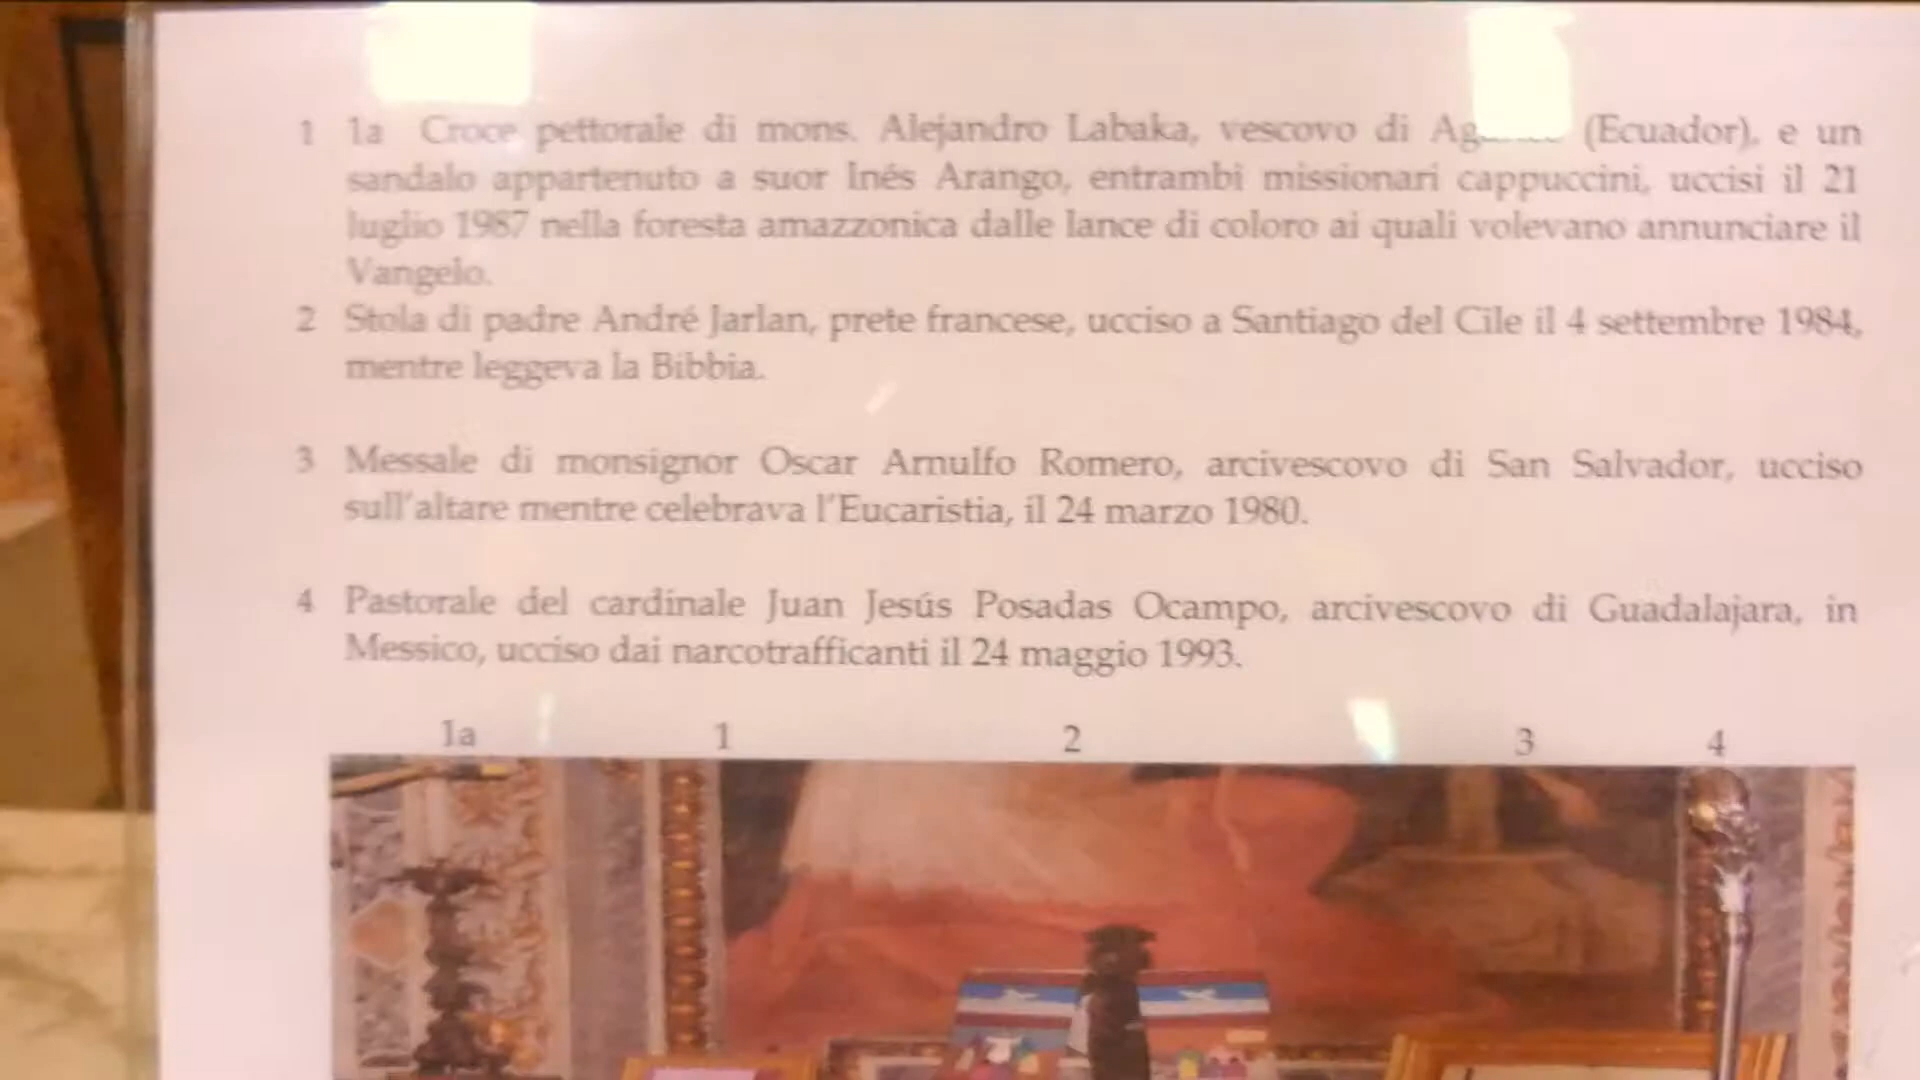 1 1a Croce pettorale di mons. Alejandro Labaka, vescovo di (Ecuador), e un
sandalo appartenuto a suor Inés Arango, entrambi missionari cappuccini, uccisi il 21
luglio 1987 nella foresta amazzonica dalle lance di coloro ai quali volevano annunciare il
Vangelo.
2 Stola di padre André Jarlan, prete francese, ucciso a Santiago del Cile il 4 settembre 1984,
mentre leggeva la Bibbia.
3 Messale di monsignor Oscar Arnulfo Romero, arcivescovo di San Salvador, ucciso
sull'altare mentre celebrava l'Eucaristia, il 24 marzo 1980.
4 Pastorale del cardinale Juan Jesús Posadas Ocampo, arcivescovo di Guadalajara, in
Messico, ucciso dai narcotrafficanti il 24 maggio 1993.
1a 1 2 3 4